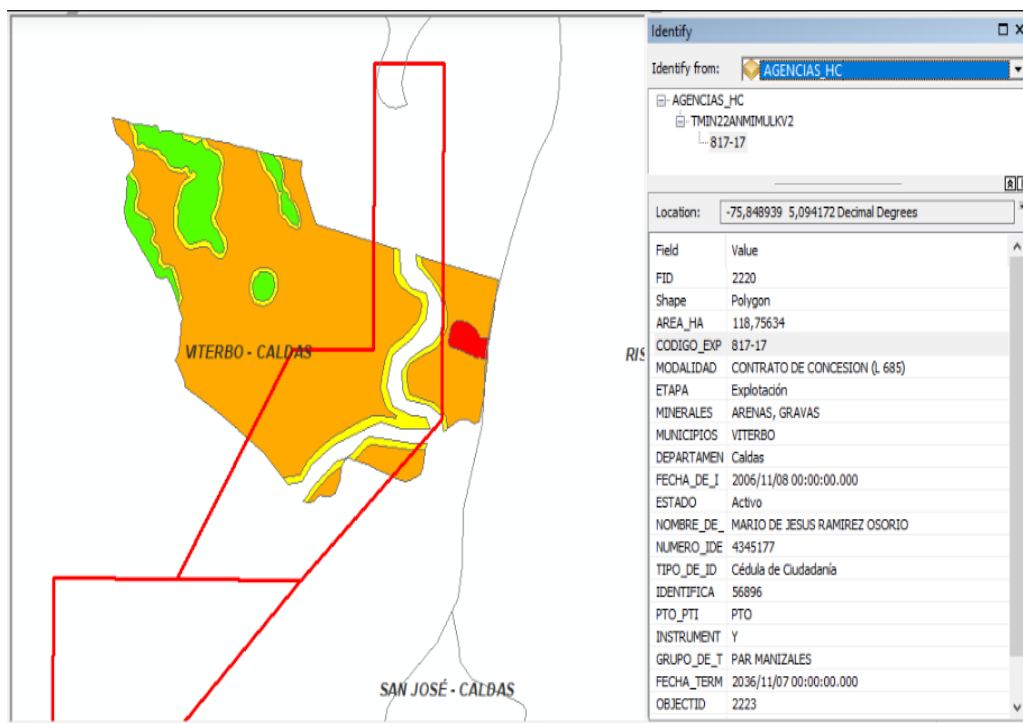 VITERBO - CALDAS
RIS
SAN JOSÉ - CALDAS
Identify
Identify from:
AGENCIAS_HC
AGENCIAS_HC
TMIN22ANMIMULKV2
817-17
Location:
-75,848939 5,094172 Decimal Degrees
Field Value
FID 2220
Shape Polygon
AREA_HA 118,75634
CODIGO_EXP 817-17
MODALIDAD CONTRATO DE CONCESION (L 685)
ETAPA Explotación
MINERALES ARENAS, GRAVAS
MUNICIPIOS VITERBO
DEPARTAMEN Caldas
FECHA_DE_I 2006/11/08 00:00:00.000
ESTADO Activo
NOMBRE_DE_ MARIO DE JESUS RAMIREZ OSORIO
NUMERO_IDE 4345177
TIPO_DE_ID Cédula de Ciudadanía
IDENTIFICA 56896
PTO_PTI PTO
INSTRUMENT Y
GRUPO_DE_T PAR MANIZALES
FECHA_TERM 2036/11/07 00:00:00.000
OBJECTID 2223